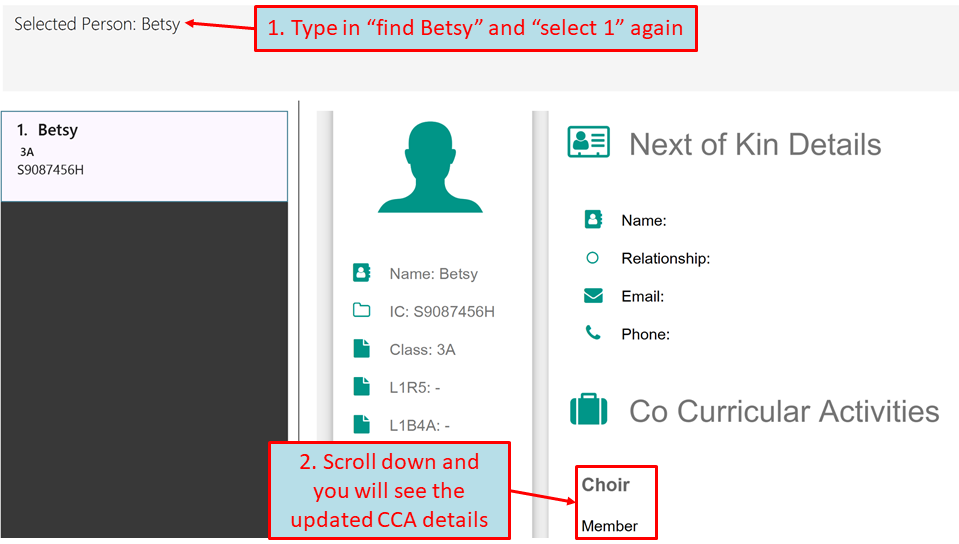 Selected Person: Betsy
1. Type in “find Betsy” and “select 1” again
1. Betsy
3A
S9087456H
Name: Betsy
IC: S9087456H
Class: 3A
L1R5: -
L1B4A: -
Next of Kin Details
Name:
Relationship:
Email:
Phone:
Co Curricular Activities
2. Scroll down and
you will see the
updated CCA details
Choir
Member